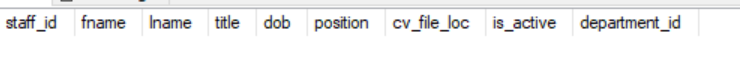 staff_id fname lname title dob position cv_file_loc is_active department_id